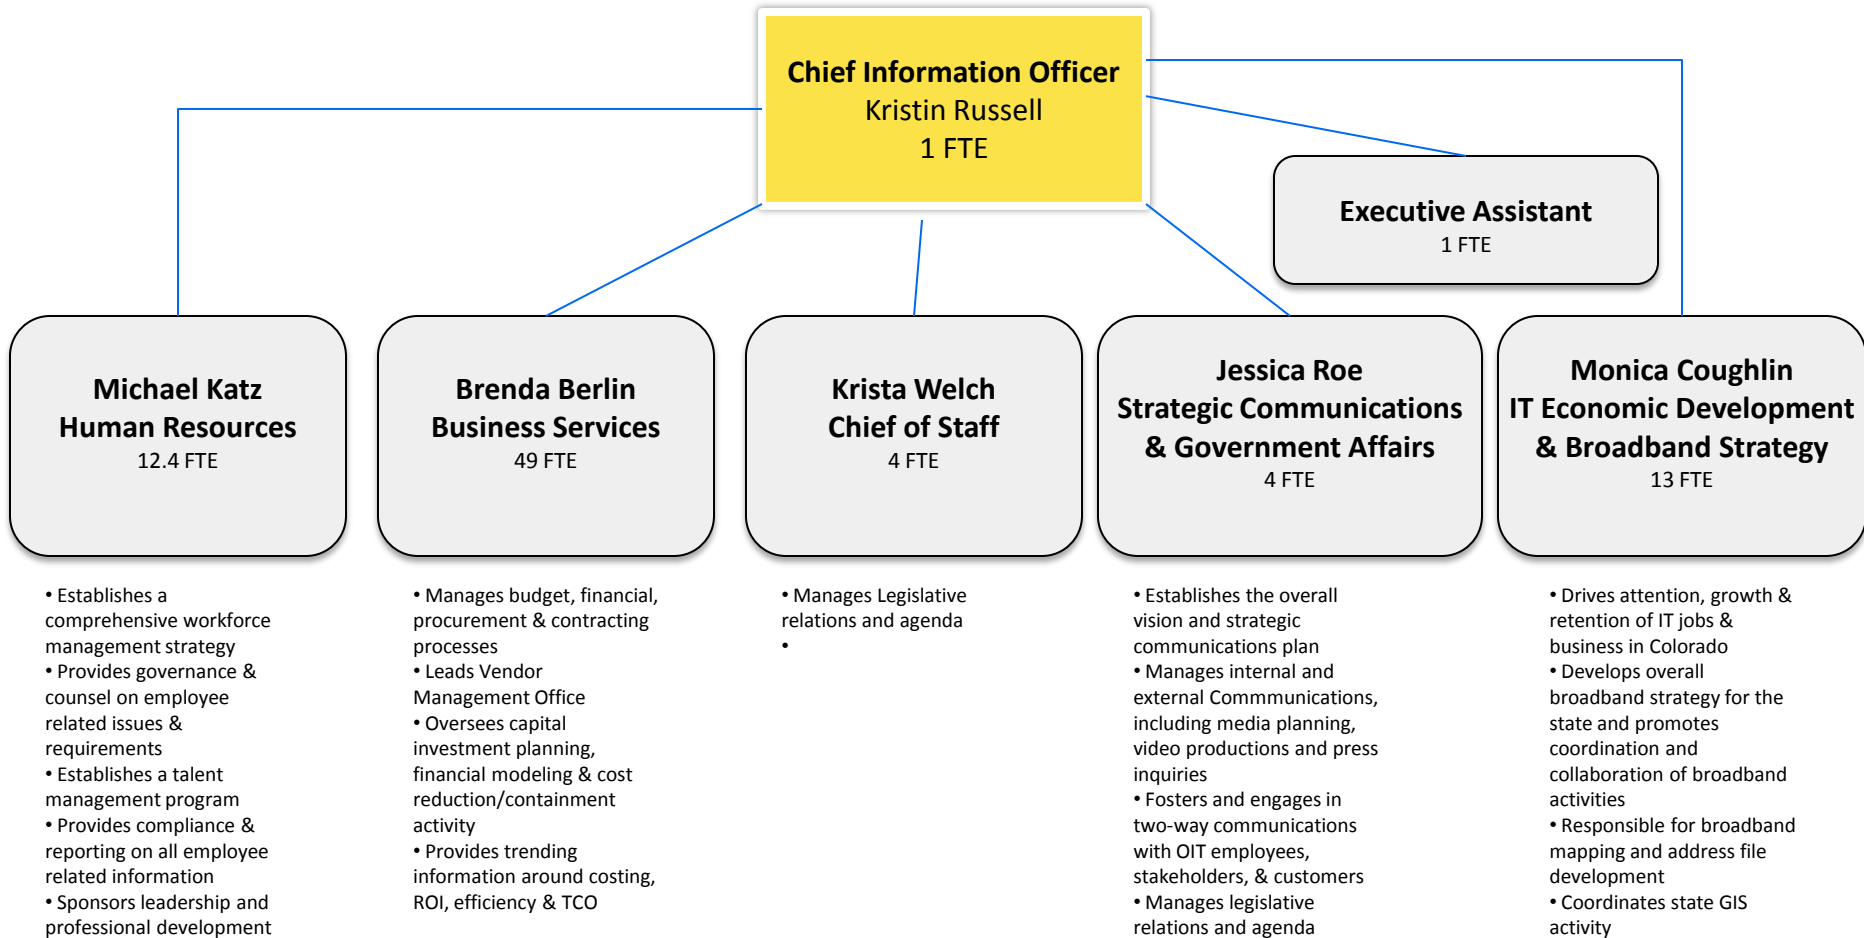 Chief Information Officer
Kristin Russell
1 FTE
Executive Assistant
1 FTE
Michael Katz
Human Resources
12.4 FTE
Brenda Berlin
Business Services
49 FTE
Krista Welch
Chief of Staff
4 FTE
Jessica Roe
Strategic Communications
& Government Affairs
4 FTE
Monica Coughlin
IT Economic Development
& Broadband Strategy
13 FTE
• Establishes a
comprehensive workforce
management strategy
• Provides governance &
counsel on employee
related issues &
requirements
• Establishes a talent
management program
• Provides compliance &
reporting on all employee
related information
• Sponsors leadership and
professional development
• Manages budget, financial,
procurement & contracting
processes
• Leads Vendor
Management Office
• Oversees capital
investment planning,
financial modeling & cost
reduction/containment
activity
• Provides trending
information around costing,
ROI, efficiency & TCO
• Manages Legislative
relations and agenda
•
• Establishes the overall
vision and strategic
communications plan
• Manages internal and
external Commmunications,
including media planning,
video productions and press
inquiries
• Fosters and engages in
two-way communications
with OIT employees,
stakeholders, & customers
• Manages legislative
relations and agenda
• Drives attention, growth &
retention of IT jobs &
business in Colorado
• Develops overall
broadband strategy for the
state and promotes
coordination and
collaboration of broadband
activities
• Responsible for broadband
mapping and address file
development
• Coordinates state GIS
activity